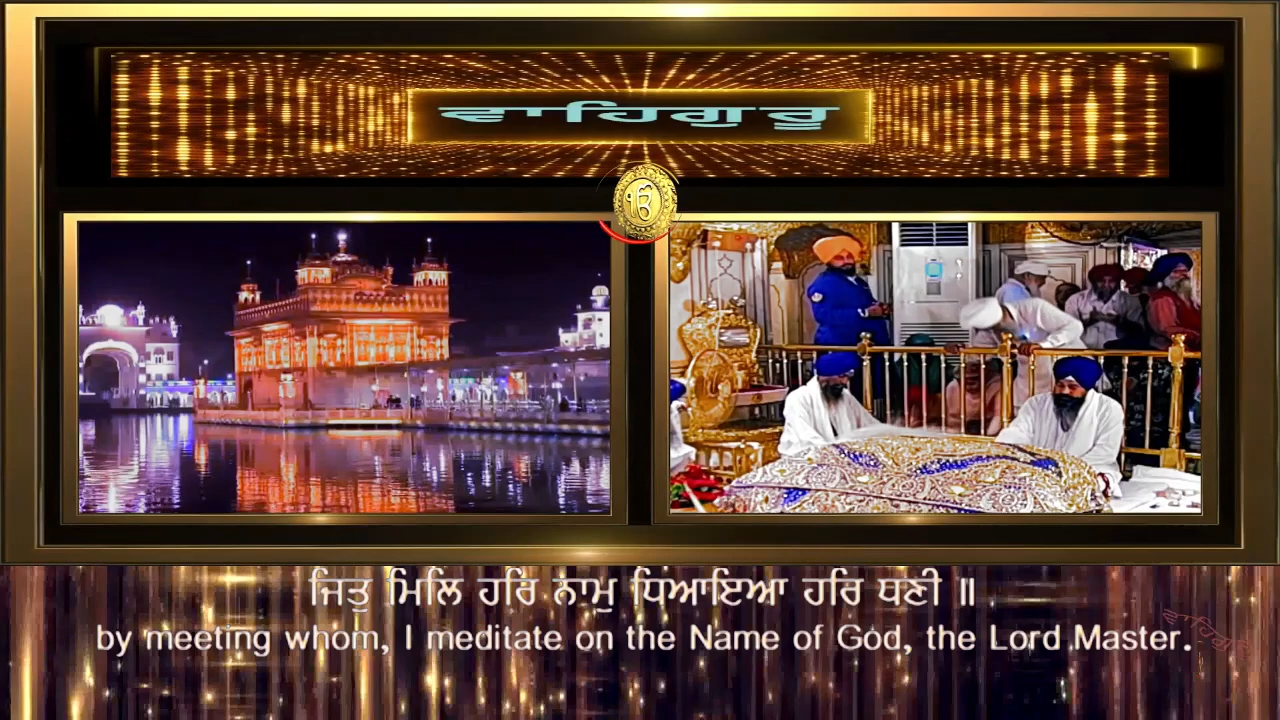 ਵਾਹਿਗੁਰੂ
ੴ
ਜਿਤੁ ਮਿਲਿ ਹਰਿ ਨਾਮੁ ਧਿਆਇਆ ਹਰਿ ਧਣੀ ॥
by meeting whom, I meditate on the Name of God, the Lord Master.
ਵਾਹਿਗੁਰੂ